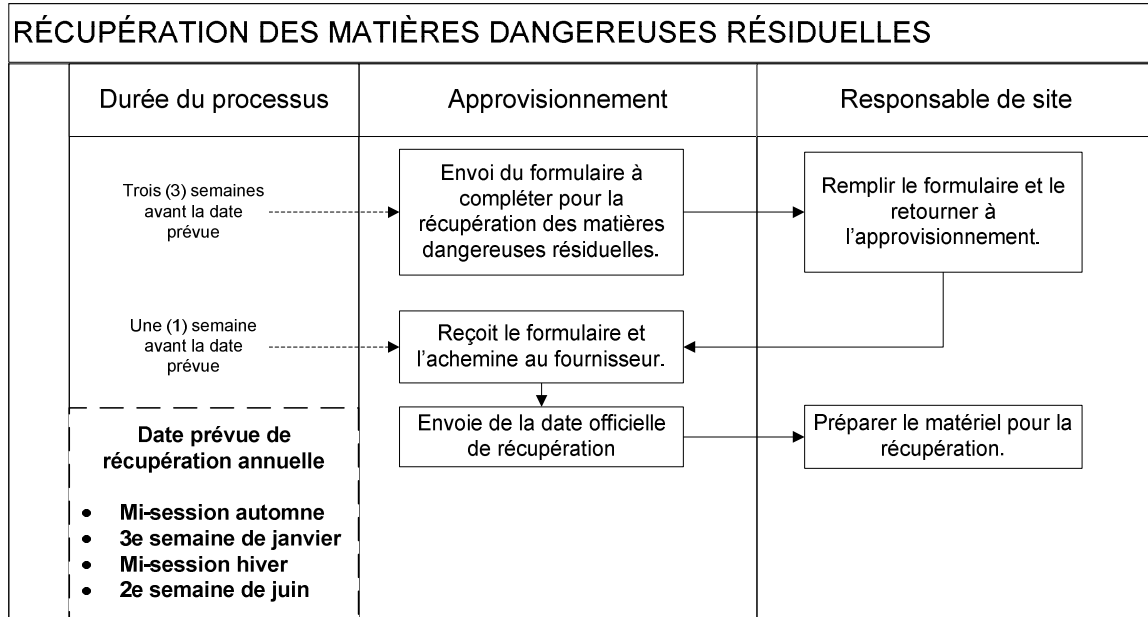 RÉCUPÉRATION DES MATIÈRES DANGEREUSES RÉSIDUELLES
Durée du processus
Approvisionnement
Responsable de site
Trois (3) semaines
avant la date
prévue
Envoi du formulaire à
compléter pour la
récupération des matières
dangereuses résiduelles.
Remplir le formulaire et le
retourner à
l’approvisionnement.
Une (1) semaine
avant la date
prévue
Reçoit le formulaire et
l’achemine au fournisseur.
Envoie de la date officielle
de récupération
Préparer le matériel pour la
récupération.
Date prévue de
récupération annuelle
• Mi-session automne
• 3e semaine de janvier
• Mi-session hiver
• 2e semaine de juin